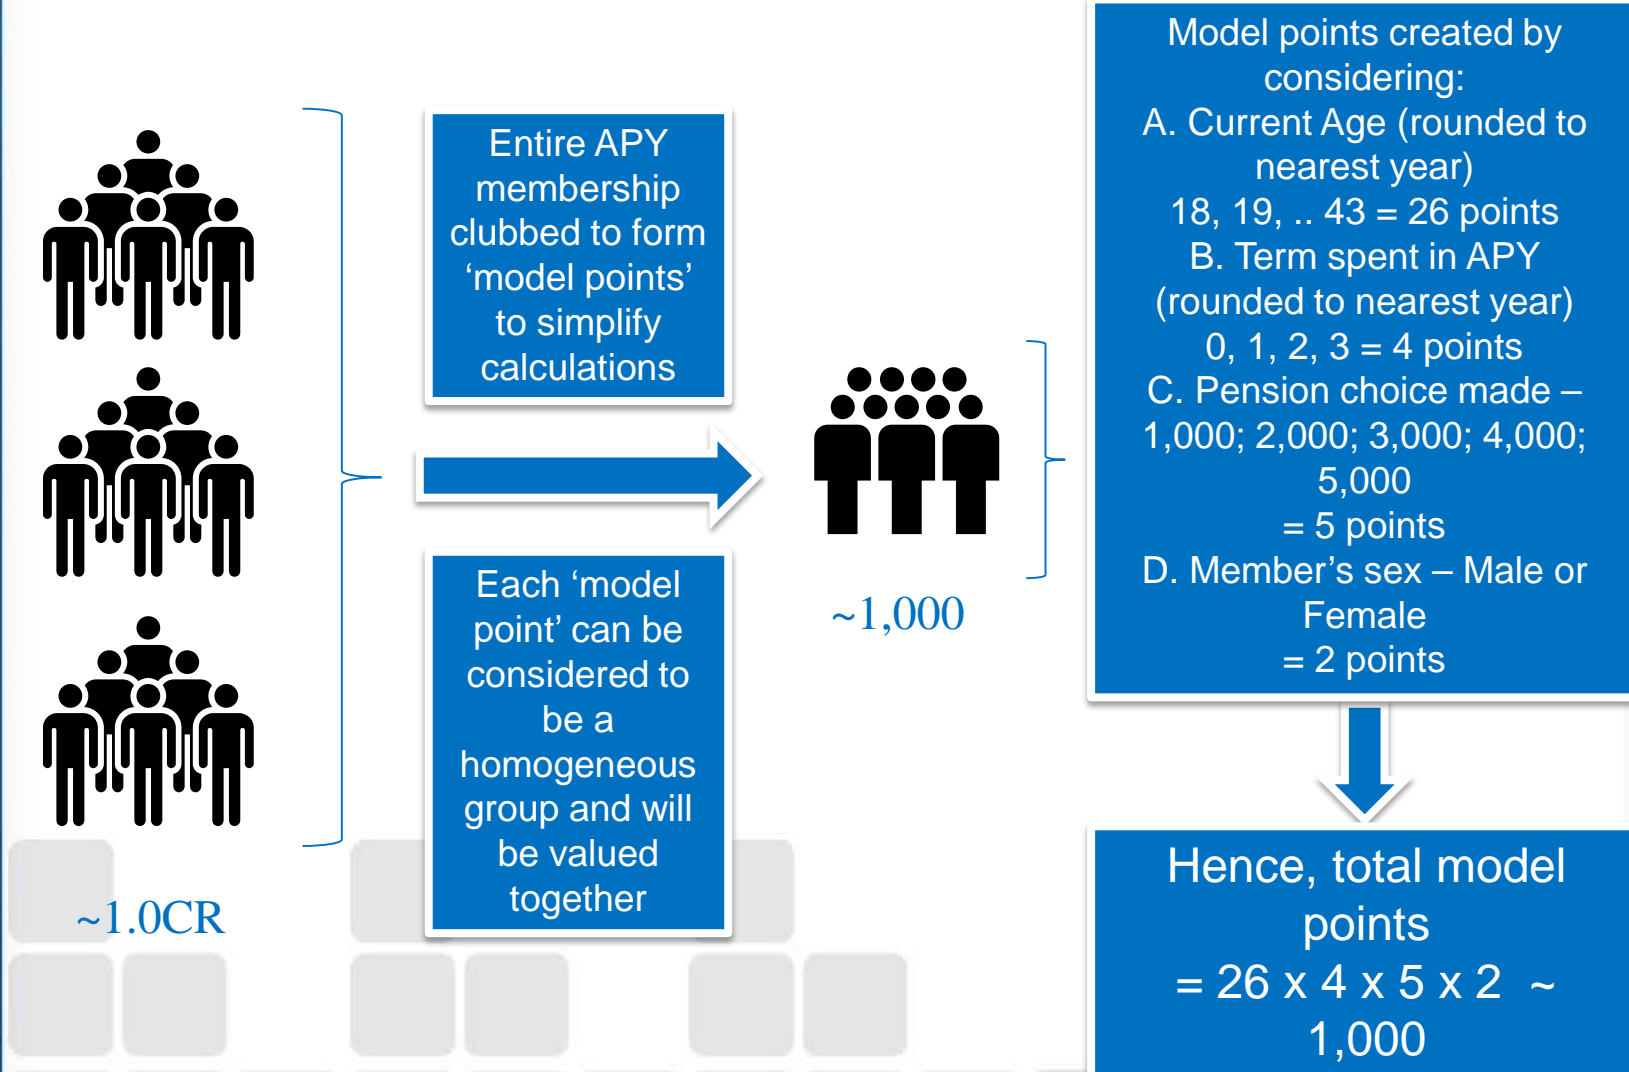 Entire APY
membership
clubbed to form
‘model points’
to simplify
calculations
Each ‘model
point’ can be
considered to
be a
homogeneous
group and will
be valued
together
~1.0CR
~1,000
Model points created by
considering:
A. Current Age (rounded to
nearest year)
18, 19, .. 43 = 26 points
B. Term spent in APY
(rounded to nearest year)
0, 1, 2, 3 = 4 points
C. Pension choice made –
1,000; 2,000; 3,000; 4,000;
5,000
= 5 points
D. Member’s sex – Male or
Female
= 2 points
Hence, total model
points
= 26 x 4 x 5 x 2 ~
1,000